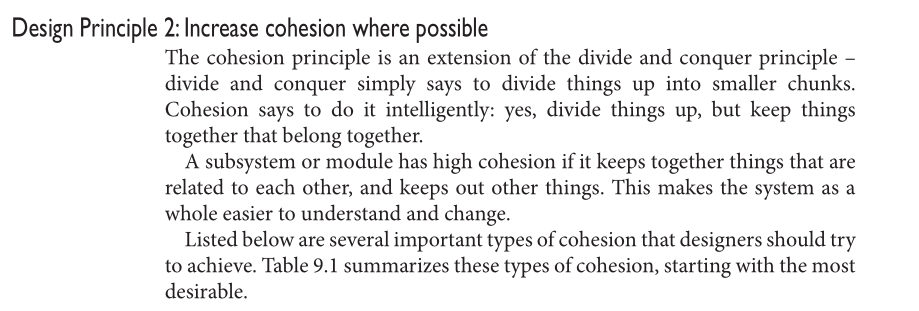 Design Principle 2: Increase cohesion where possible
The cohesion principle is an extension of the divide and conquer principle –
divide and conquer simply says to divide things up into smaller chunks.
Cohesion says to do it intelligently: yes, divide things up, but keep things
together that belong together.
A subsystem or module has high cohesion if it keeps together things that are
related to each other, and keeps out other things. This makes the system as a
whole easier to understand and change.
Listed below are several important types of cohesion that designers should try
to achieve. Table 9.1 summarizes these types of cohesion, starting with the most
desirable.